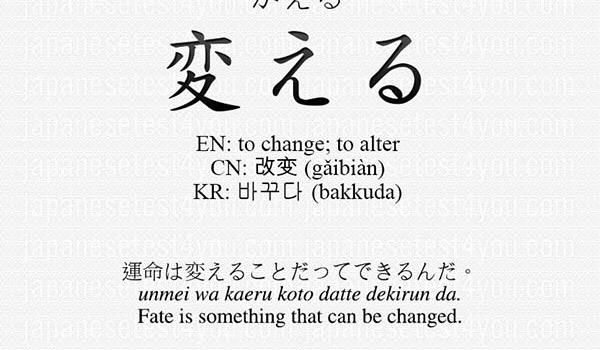 かえる
変える
EN: to change; to alter
CN: 改变 (gǎibiàn)
KR: 바꾸다 (bakkuda)
運命は変えることだってできるんだ。
unmei wa kaeru koto datte dekirun da.
Fate is something that can be changed.
japanesetest4you.com